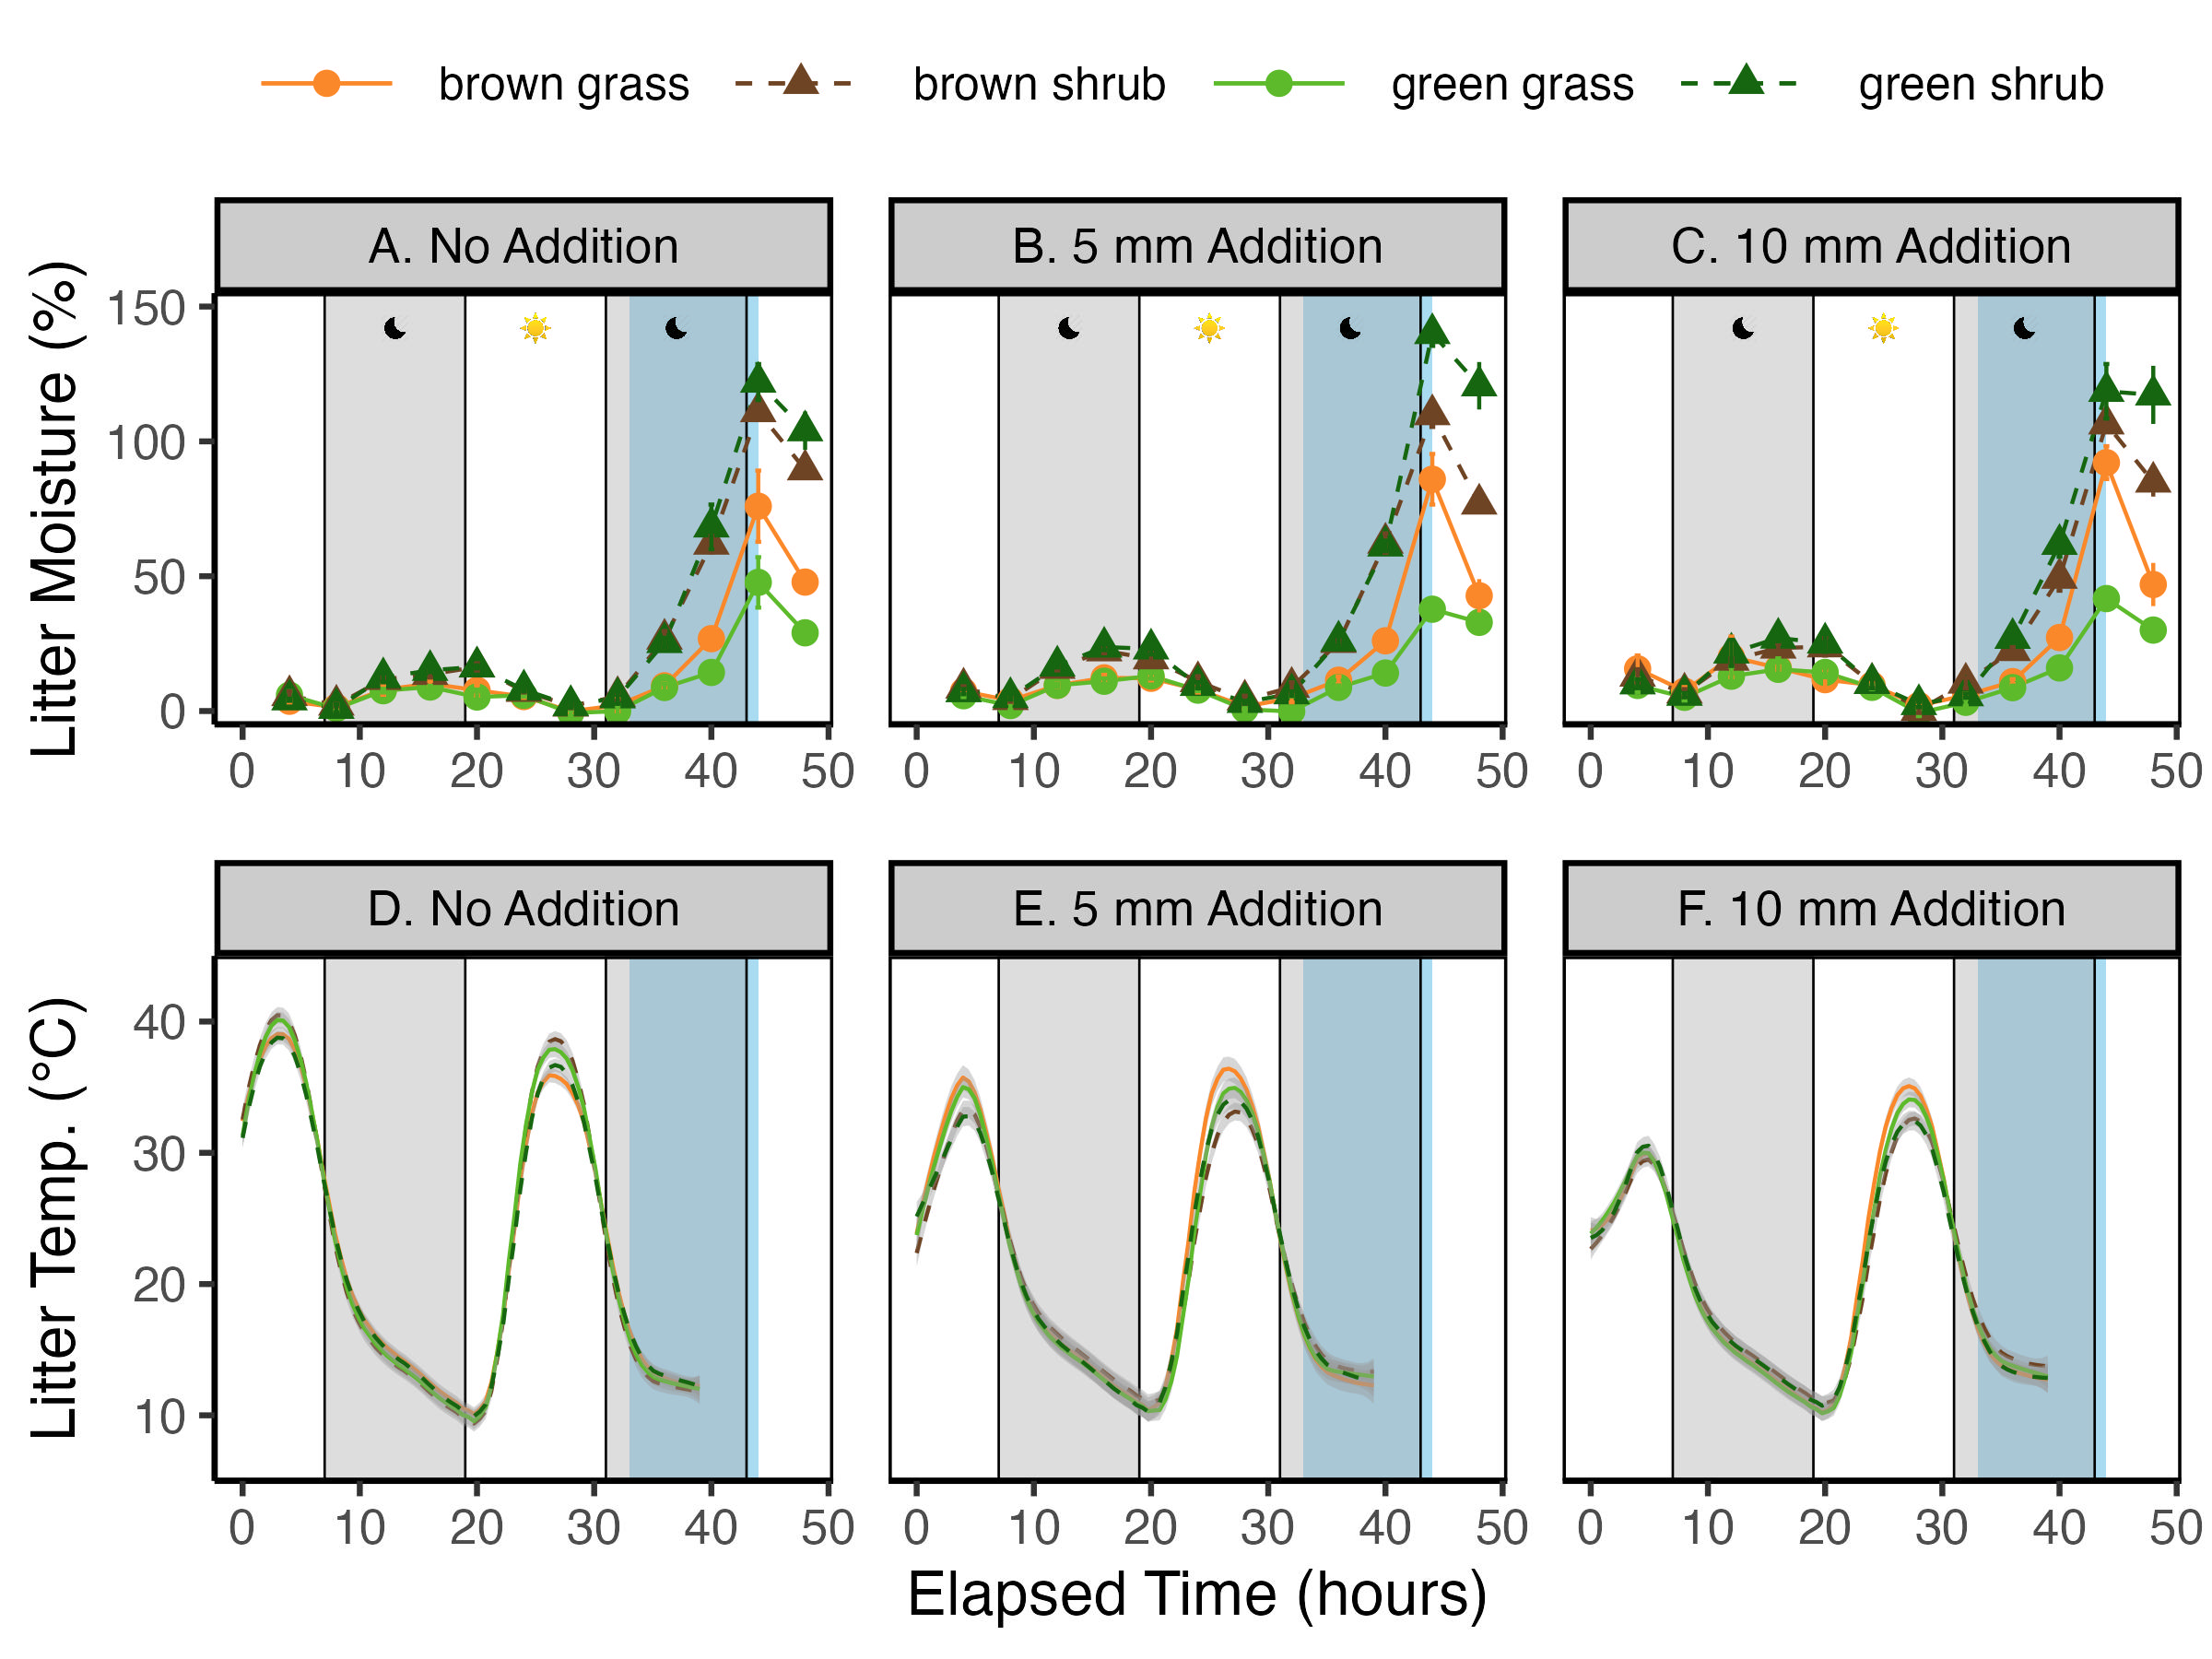 brown grass brown shrub green grass green shrub
A. No Addition B. 5 mm Addition C. 10 mm Addition
Litter Moisture (%)
150
100
50
0
0 10 20 30 40 50 0 10 20 30 40 50 0 10 20 30 40 50
D. No Addition E. 5 mm Addition F. 10 mm Addition
Litter Temp. (°C)
40
30
20
10
0 10 20 30 40 50 0 10 20 30 40 50 0 10 20 30 40 50
Elapsed Time (hours)